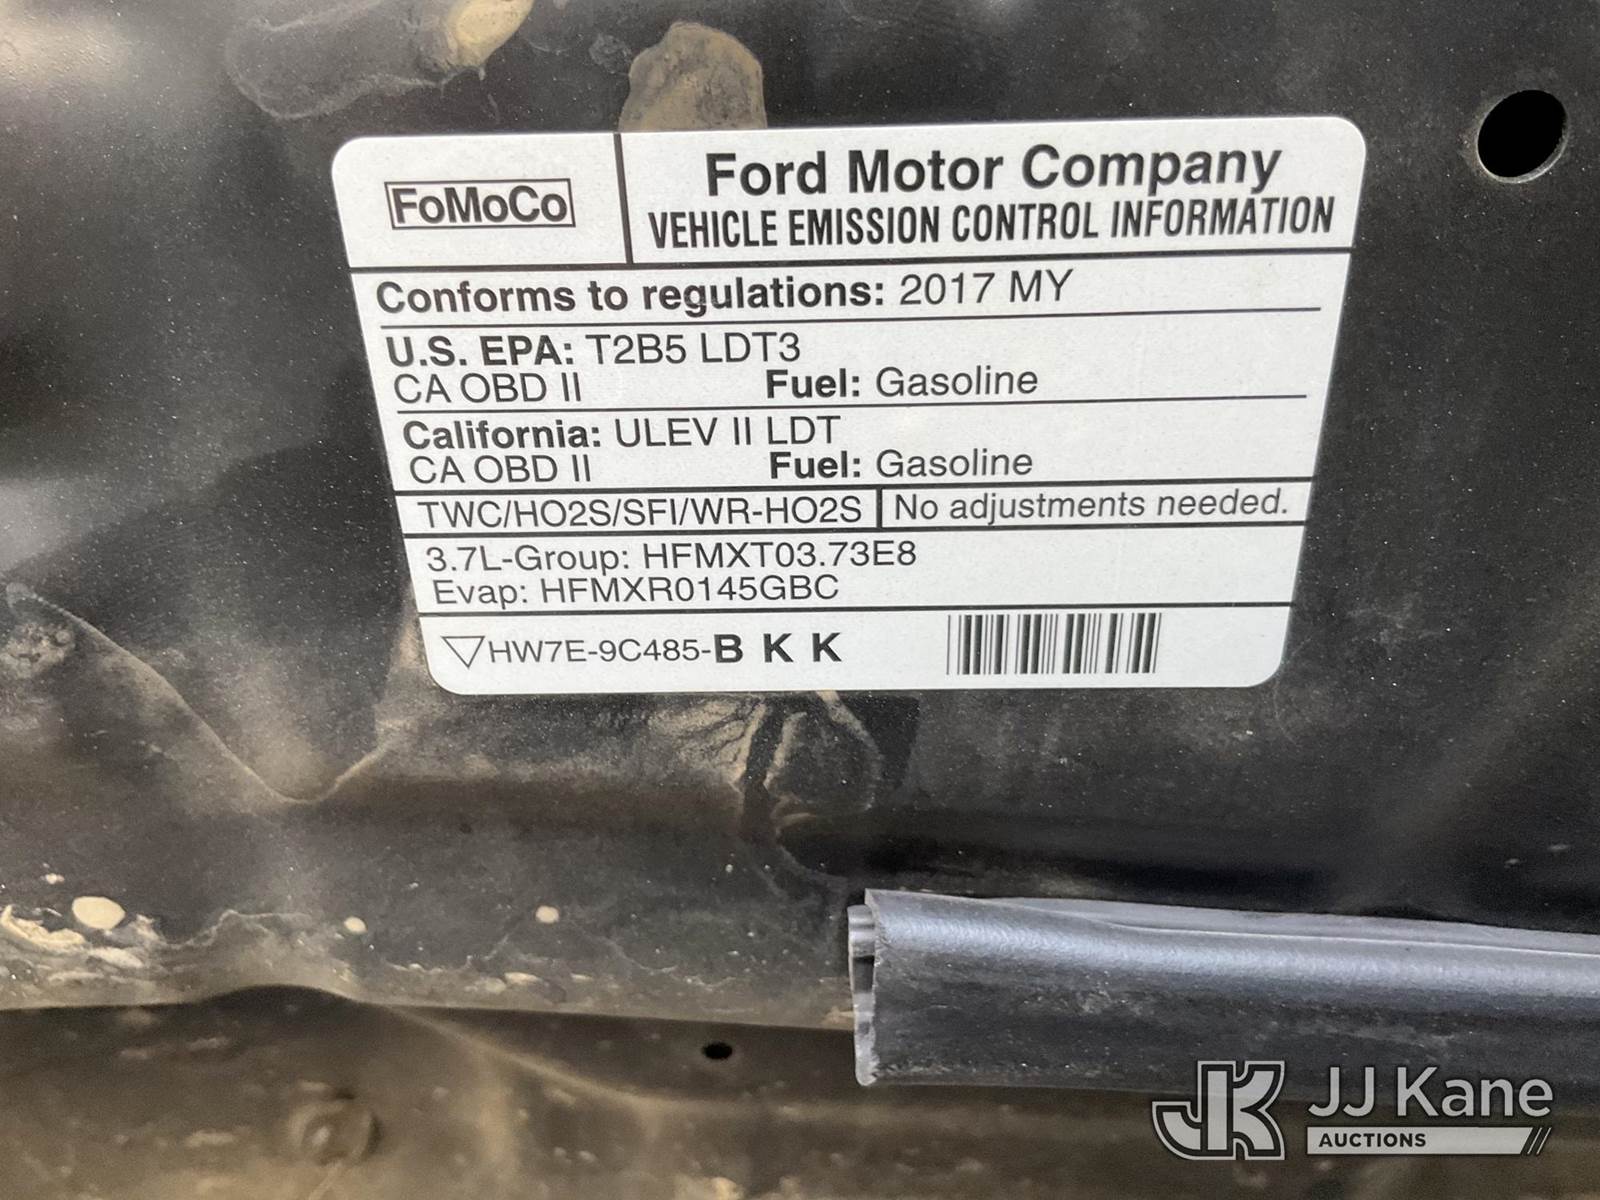 FoMoCo
Ford Motor Company
VEHICLE EMISSION CONTROL INFORMATION
Conforms to regulations: 2017 MY
U.S. EPA: T2B5 LDT3
CA OBD II Fuel: Gasoline
California: ULEV II LDT
CA OBD II Fuel: Gasoline
TWC/HO2S/SFI/WR-HO2S No adjustments needed.
3.7L-Group: HFMXT03.73E8
Evap: HFMXR0145GBC
HW7E-9C485-B K K
JK JJ Kane
AUCTIONS